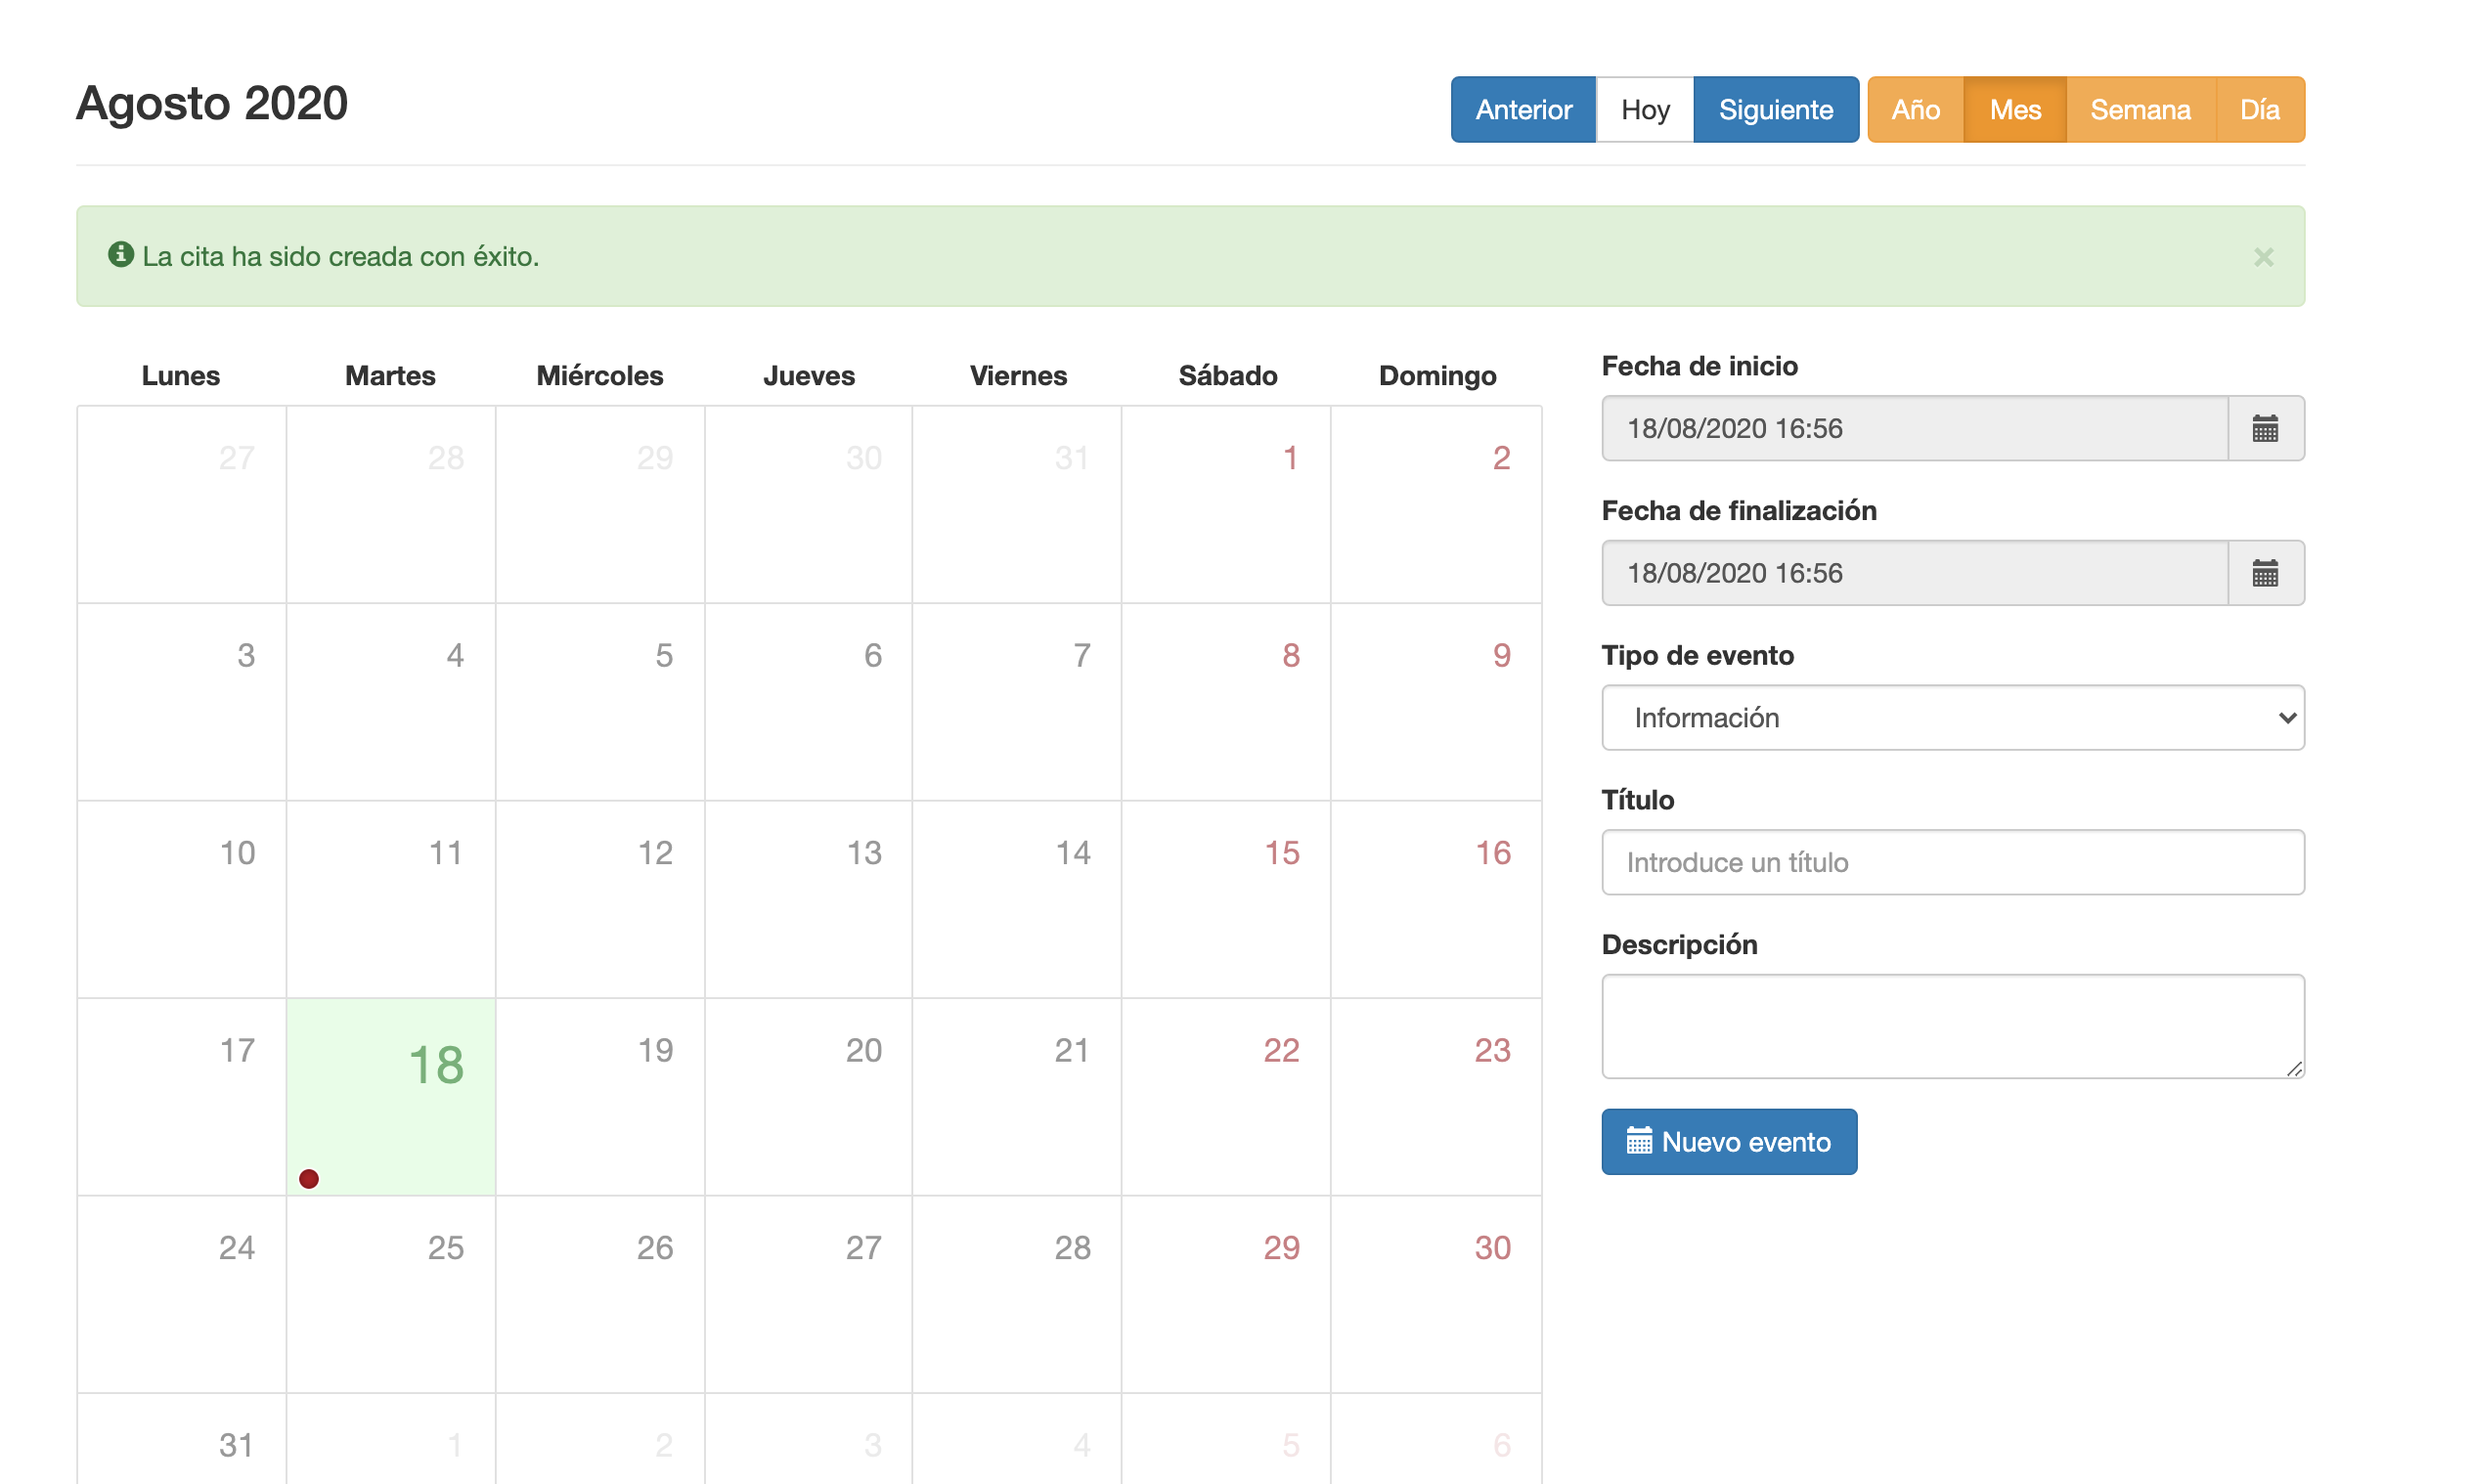 Agosto 2020
Anterior Hoy Siguiente Año Mes Semana Día
La cita ha sido creada con éxito.
×
Lunes Martes Miércoles Jueves Viernes Sábado Domingo
27 28 29 30 31 1 2
3 4 5 6 7 8 9
10 11 12 13 14 15 16
17 18 19 20 21 22 23
24 25 26 27 28 29 30
31 1 2 3 4 5 6
Fecha de inicio
18/08/2020 16:56
Fecha de finalización
18/08/2020 16:56
Tipo de evento
Información
Título
Introduce un título
Descripción
Nuevo evento